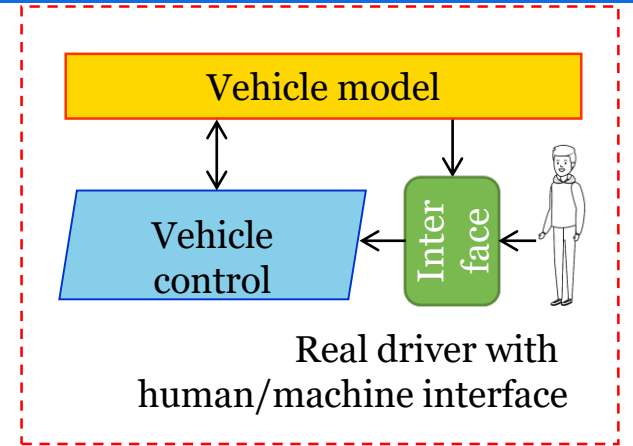 Vehicle model
Vehicle
control
Inter
face
Real driver with
human/machine interface